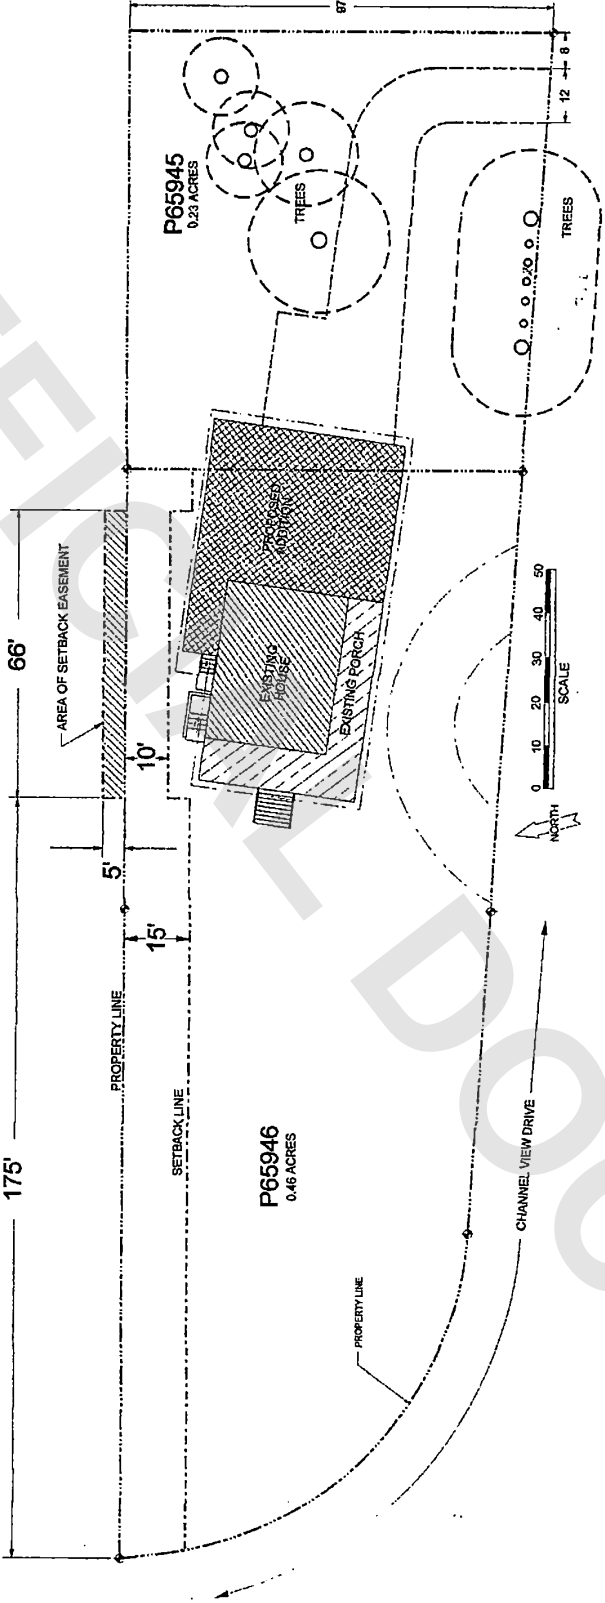 175'
66'
97
8
12
AREA OF SETBACK EASEMENT
5'
10'
15'
PROPERTY LINE
SETBACK LINE
P65945
0.23 ACRES
TREES
TREES
PROPOSED
ADDITION
EXISTING
HOUSE
EXISTING PORCH
P65946
0.46 ACRES
PROPERTY LINE
CHANNEL VIEW DRIVE
NORTH
0 10 20 30 40 50
SCALE